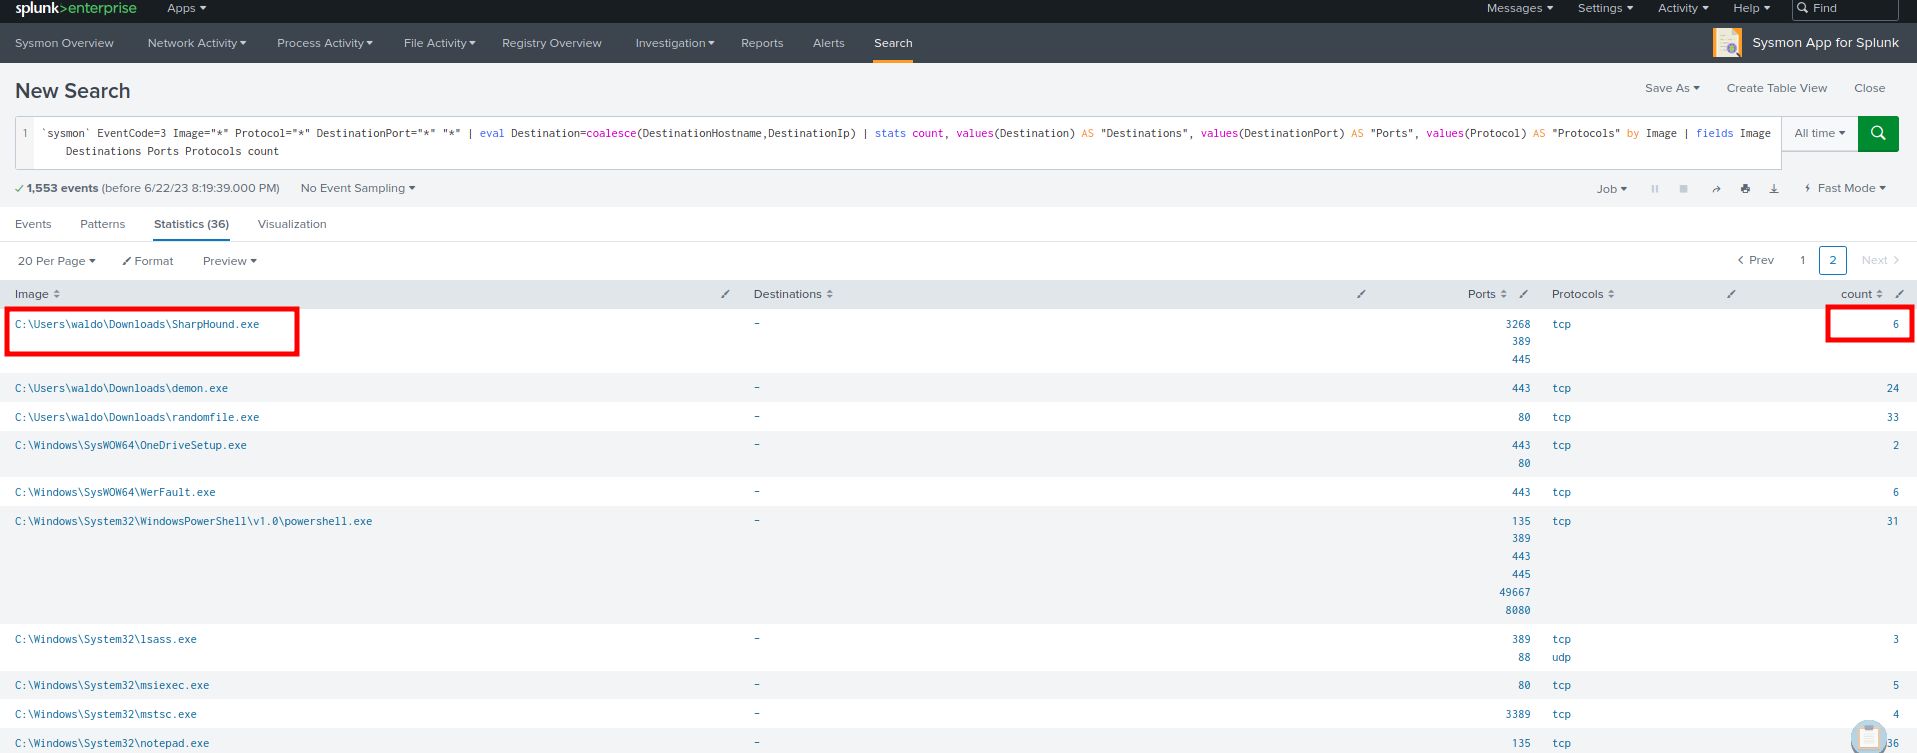 splunk>enterprise Apps Messages Settings Activity Help Find
Sysmon Overview Network Activity Process Activity File Activity Registry Overview Investigation Reports Alerts Search Sysmon App for Splunk
New Search Save As Create Table View Close
1 `sysmon` EventCode=3 Image="*" Protocol="*" DestinationPort="*" "*" | eval Destination=coalesce(DestinationHostname,DestinationIp) | stats count, values(Destination) AS "Destinations", values(DestinationPort) AS "Ports", values(Protocol) AS "Protocols" by Image | fields Image All time
Destinations Ports Protocols count
1,553 events (before 6/22/23 8:19:39.000 PM) No Event Sampling Job Fast Mode
Events Patterns Statistics (36) Visualization
20 Per Page Format Preview < Prev 1 2 Next >
Image Destinations Ports Protocols count
C:\Users\waldo\Downloads\SharpHound.exe - 3268 tcp 6
389
445
C:\Users\waldo\Downloads\demon.exe - 443 tcp 24
C:\Users\waldo\Downloads\randomfile.exe - 80 tcp 33
C:\Windows\SysWOW64\OneDriveSetup.exe - 443 tcp 2
80
C:\Windows\SysWOW64\WerFault.exe - 443 tcp 6
C:\Windows\System32\WindowsPowerShell\v1.0\powershell.exe - 135 tcp 31
389
443
445
49667
8080
C:\Windows\System32\lsass.exe - 389 tcp 3
88 udp
C:\Windows\System32\msiexec.exe - 80 tcp 5
C:\Windows\System32\mstsc.exe - 3389 tcp 4
C:\Windows\System32\notepad.exe - 135 tcp 36